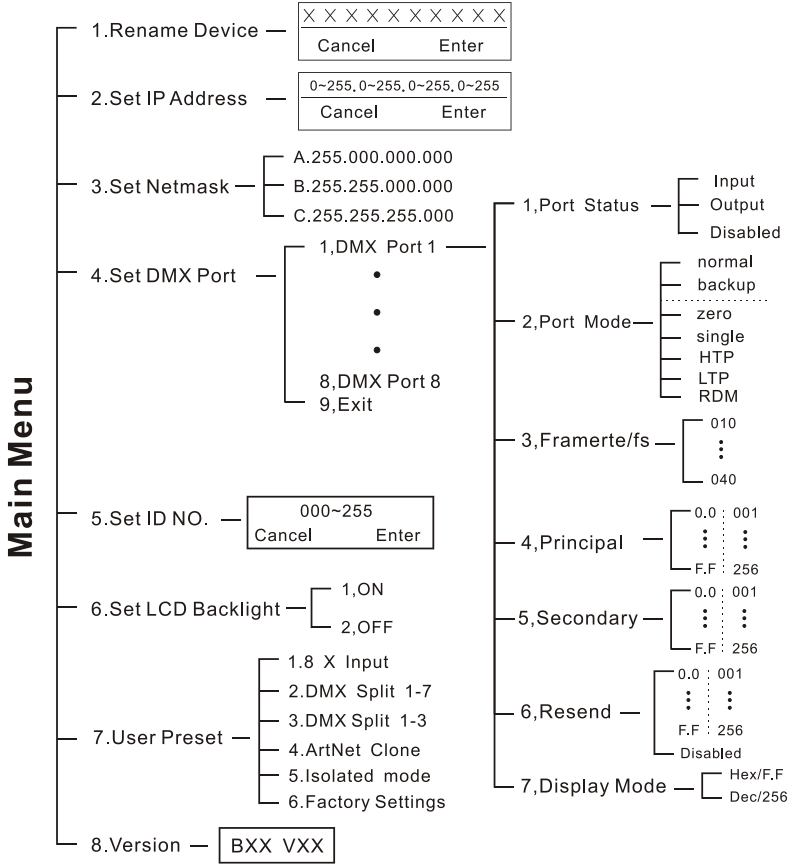 Main Menu
1.Rename Device
X X X X X X X X X X
Cancel Enter
2.Set IP Address
0~255.0~255.0~255.0~255
Cancel Enter
3.Set Netmask
A.255.000.000.000
B.255.255.000.000
C.255.255.255.000
4.Set DMX Port
1,DMX Port 1
8,DMX Port 8
9,Exit
1,Port Status
Input
Output
Disabled
2,Port Mode
normal
backup
zero
single
HTP
LTP
RDM
3,Framerte/fs
010
040
4,Principal
0.0 001
F.F 256
5,Secondary
0.0 001
F.F 256
6,Resend
0.0 001
F.F 256
Disabled
7,Display Mode
Hex/F.F
Dec/256
5.Set ID NO.
000~255
Cancel Enter
6.Set LCD Backlight
1,ON
2,OFF
7.User Preset
1.8 X Input
2.DMX Split 1-7
3.DMX Split 1-3
4.ArtNet Clone
5.Isolated mode
6.Factory Settings
8.Version
BXX VXX